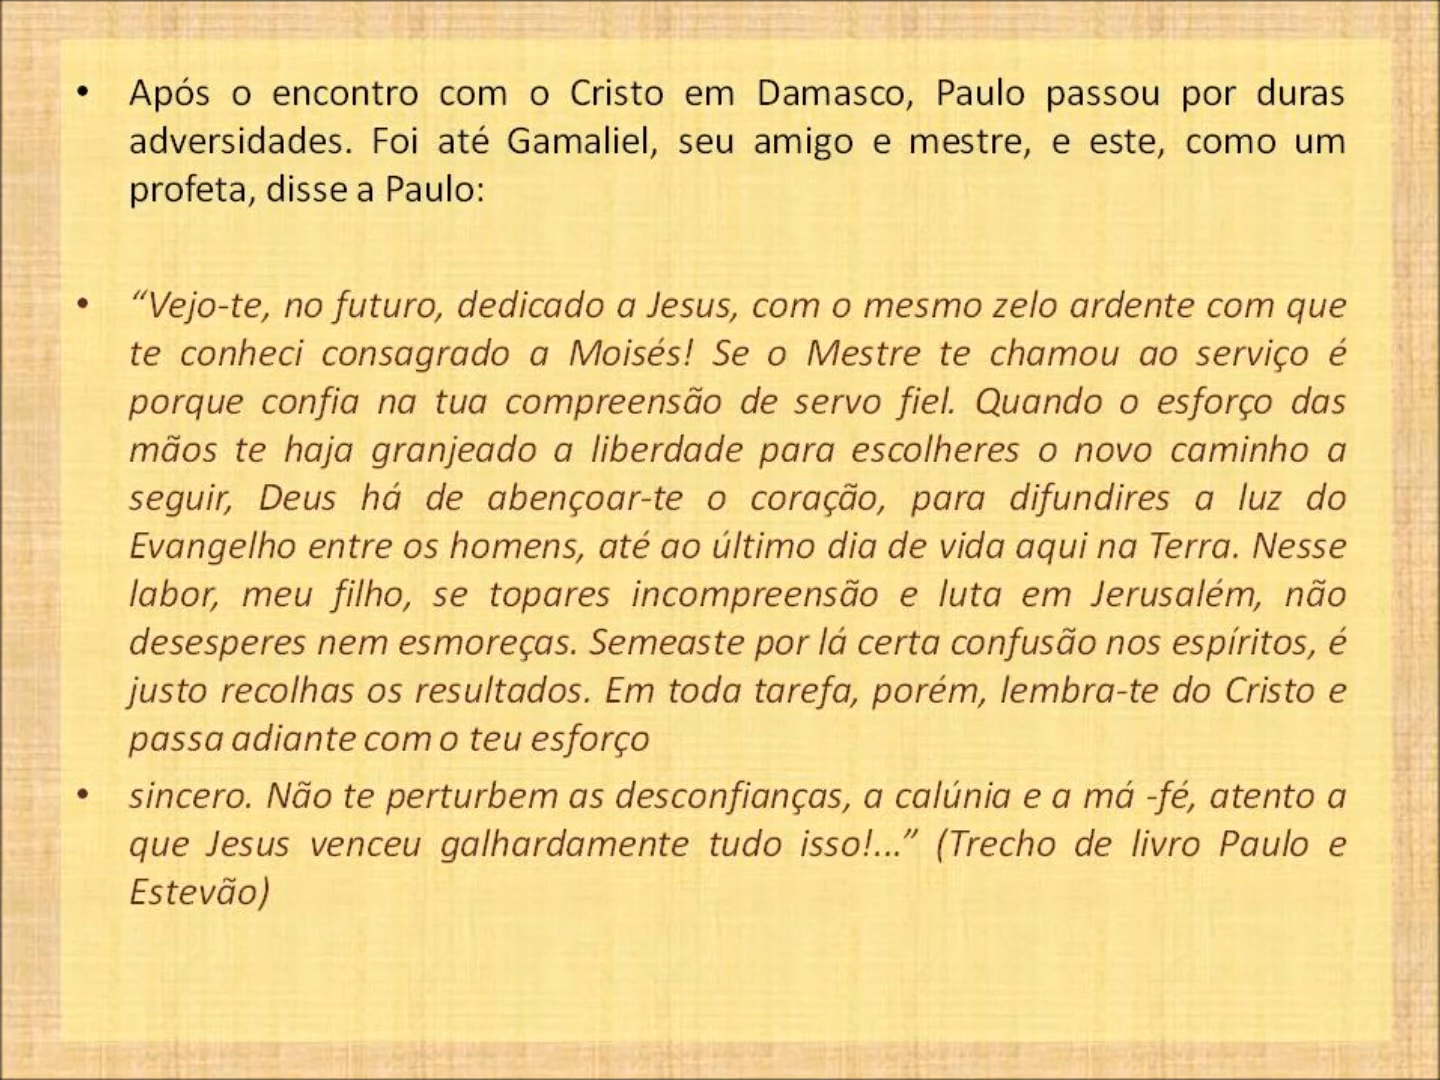 • Após o encontro com o Cristo em Damasco, Paulo passou por duras
adversidades. Foi até Gamaliel, seu amigo e mestre, e este, como um
profeta, disse a Paulo:
• “Vejo-te, no futuro, dedicado a Jesus, com o mesmo zelo ardente com que
te conheci consagrado a Moisés! Se o Mestre te chamou ao serviço é
porque confia na tua compreensão de servo fiel. Quando o esforço das
mãos te haja granjeado a liberdade para escolheres o novo caminho a
seguir, Deus há de abençoar-te o coração, para difundires a luz do
Evangelho entre os homens, até ao último dia de vida aqui na Terra. Nesse
labor, meu filho, se topares incompreensão e luta em Jerusalém, não
desesperes nem esmoreças. Semeaste por lá certa confusão nos espíritos, é
justo recolhas os resultados. Em toda tarefa, porém, lembra-te do Cristo e
passa adiante com o teu esforço
• sincero. Não te perturbem as desconfianças, a calúnia e a má -fé, atento a
que Jesus venceu galhardamente tudo isso!...” (Trecho de livro Paulo e
Estevão)